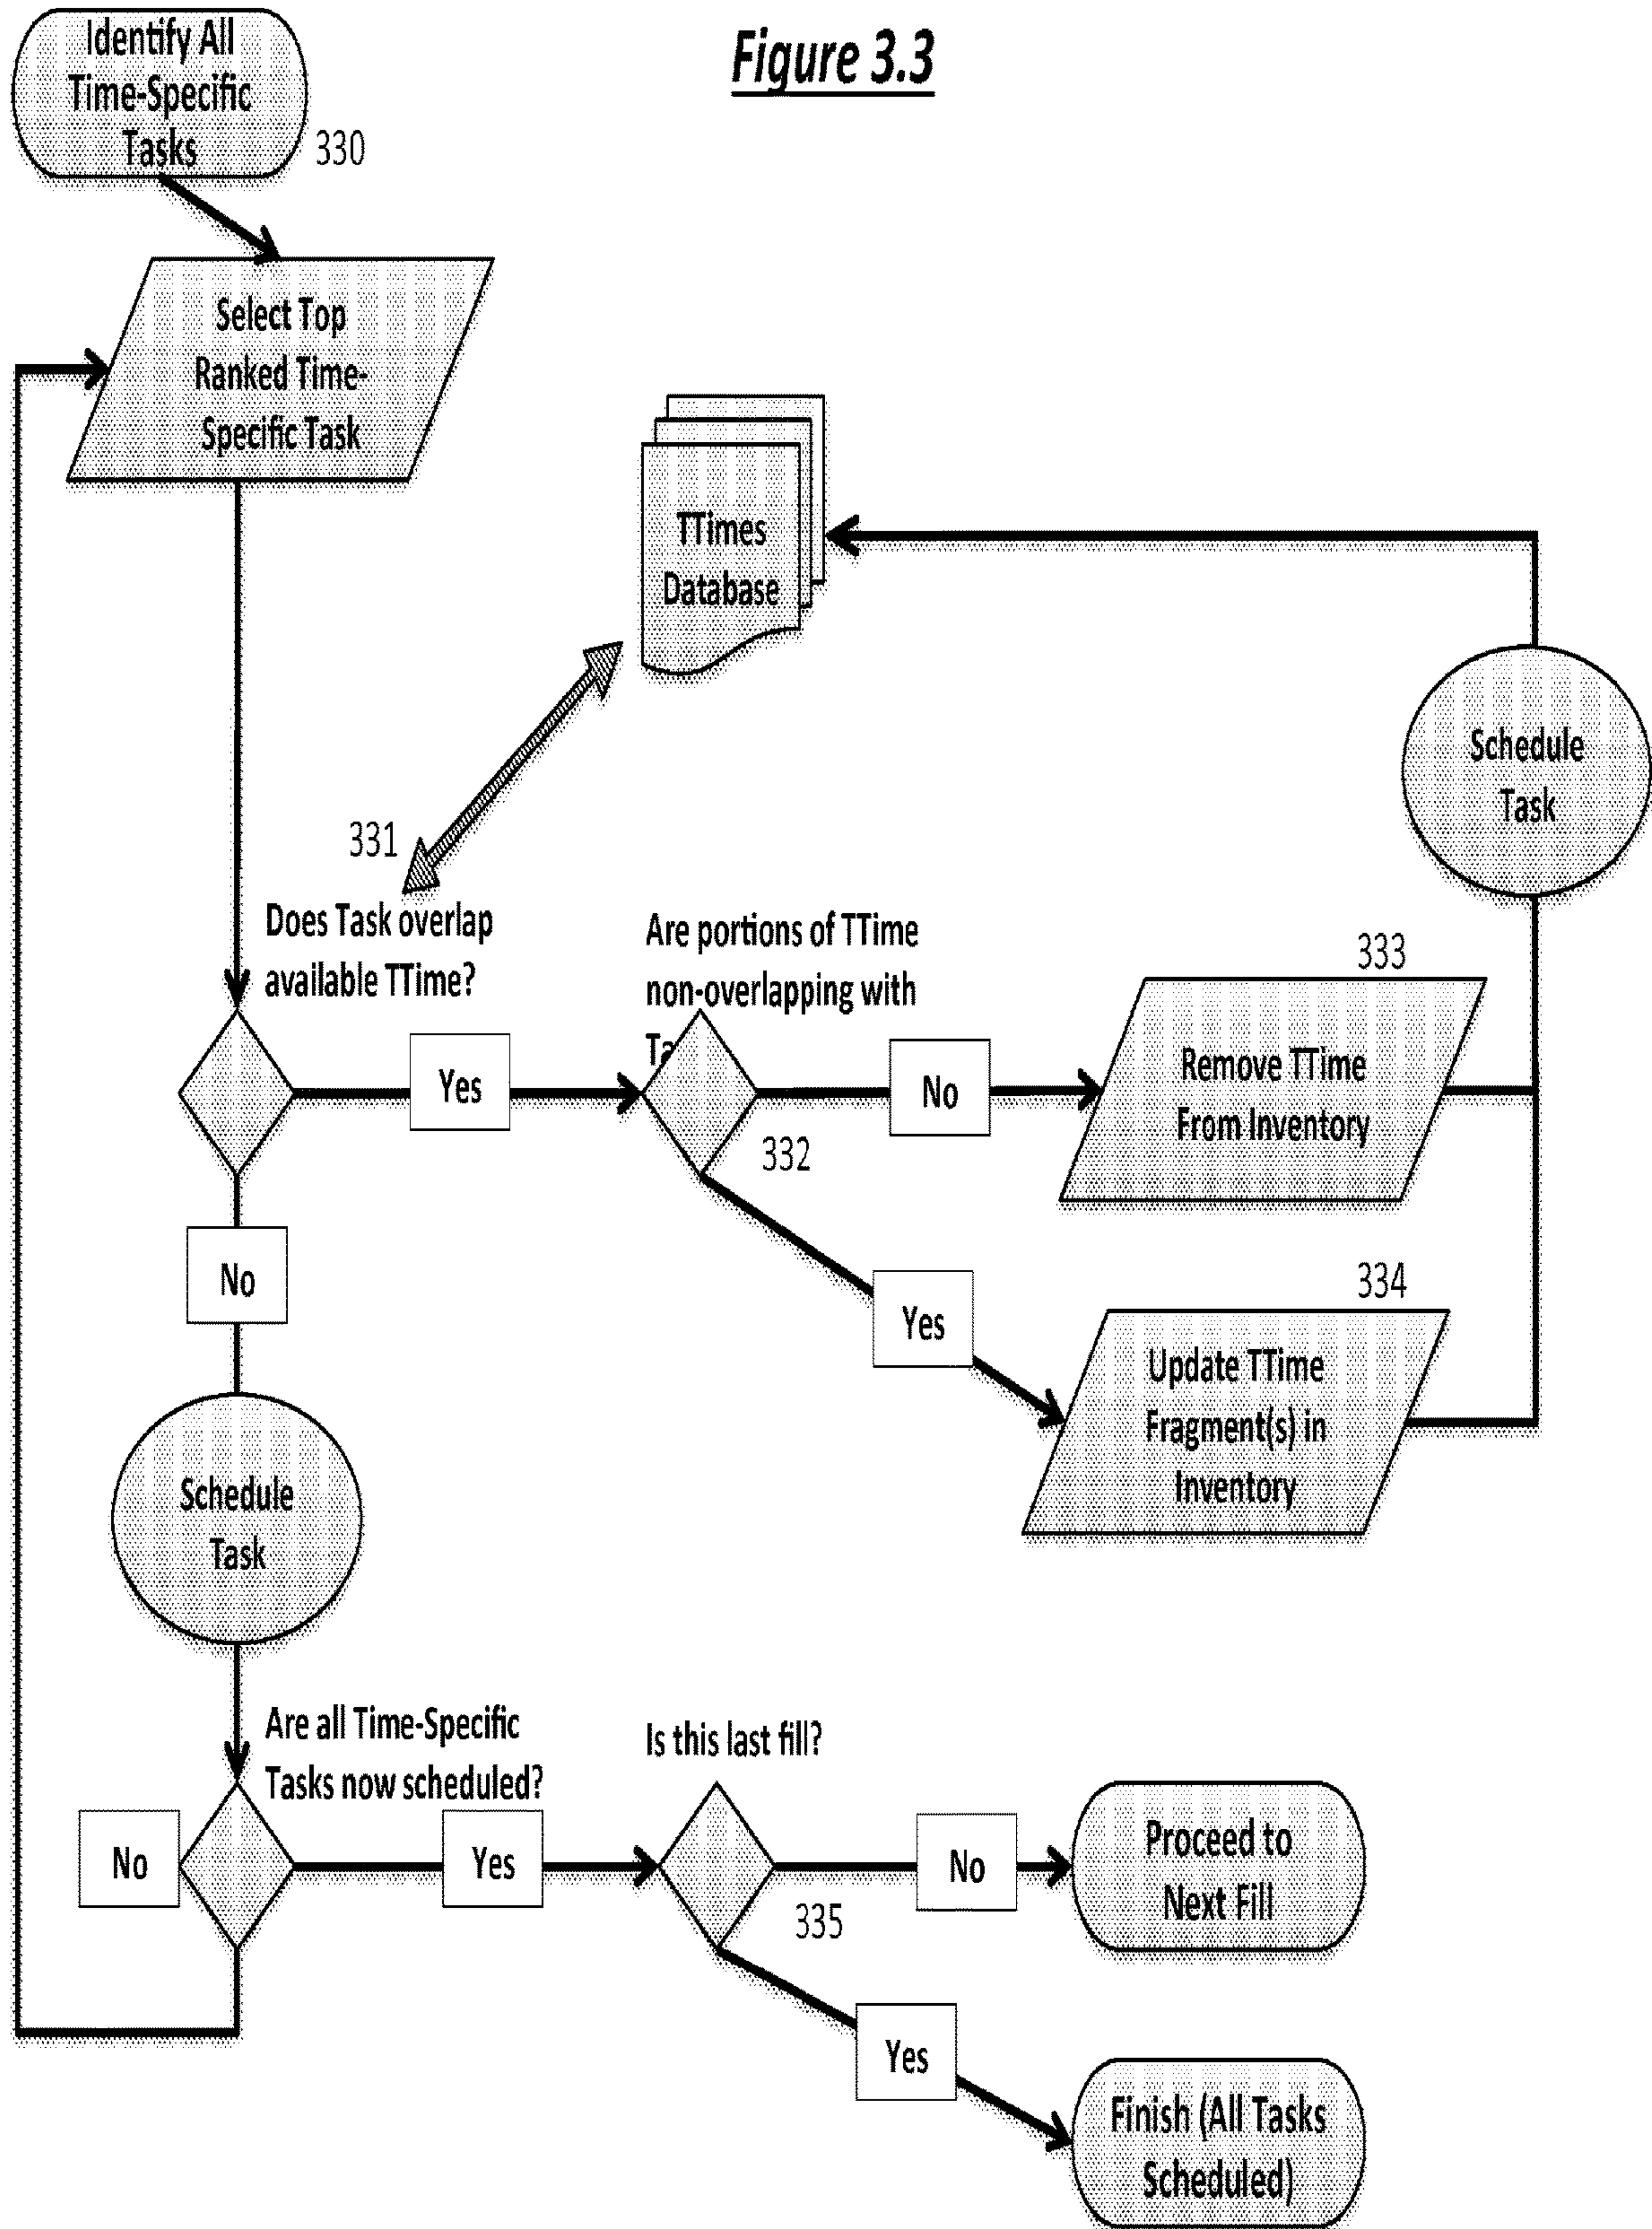 Figure 3.3
Identify All
Time-Specific
Tasks
330
Select Top
Ranked Time-
Specific Task
TTimes
Database
Schedule
Task
331
Does Task overlap
available TTime?
Are portions of TTime
non-overlapping with
333
Yes
No
Remove TTime
From Inventory
332
No
334
Yes
Update TTime
Fragment(s) in
Inventory
Schedule
Task
Are all Time-Specific
Tasks now scheduled?
Is this last fill?
No
Yes
No
Proceed to
Next Fill
335
Yes
Finish (All Tasks
Scheduled)